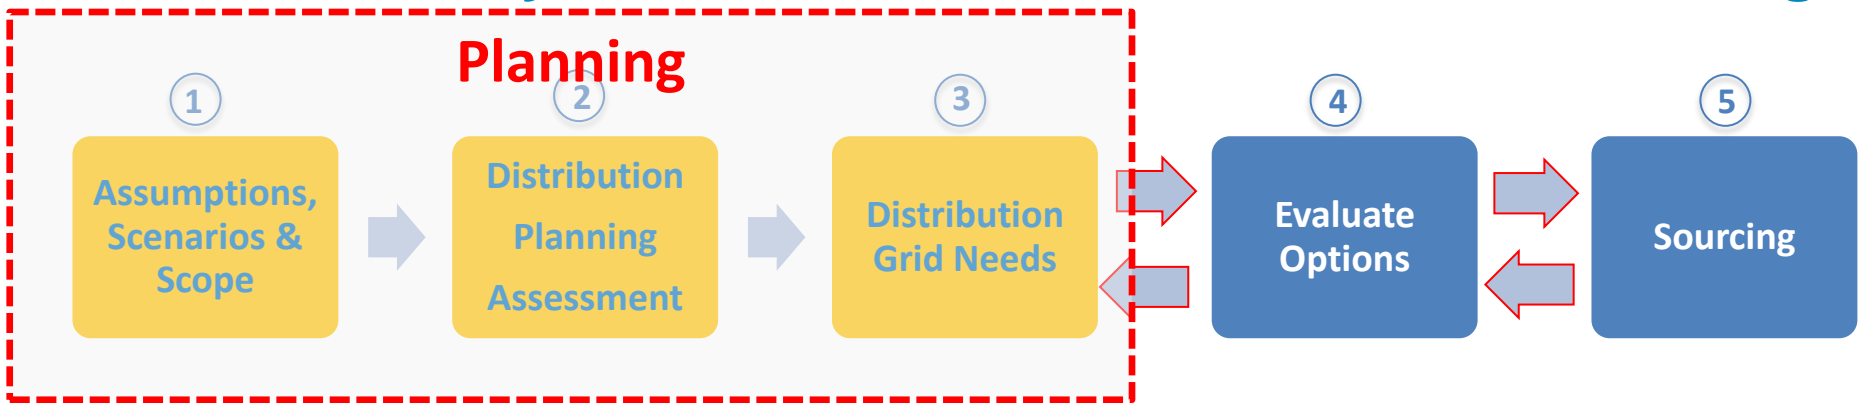 Planning
1
2
3
4
5
Assumptions,
Scenarios &
Scope
Distribution
Planning
Assessment
Distribution
Grid Needs
Evaluate
Options
Sourcing